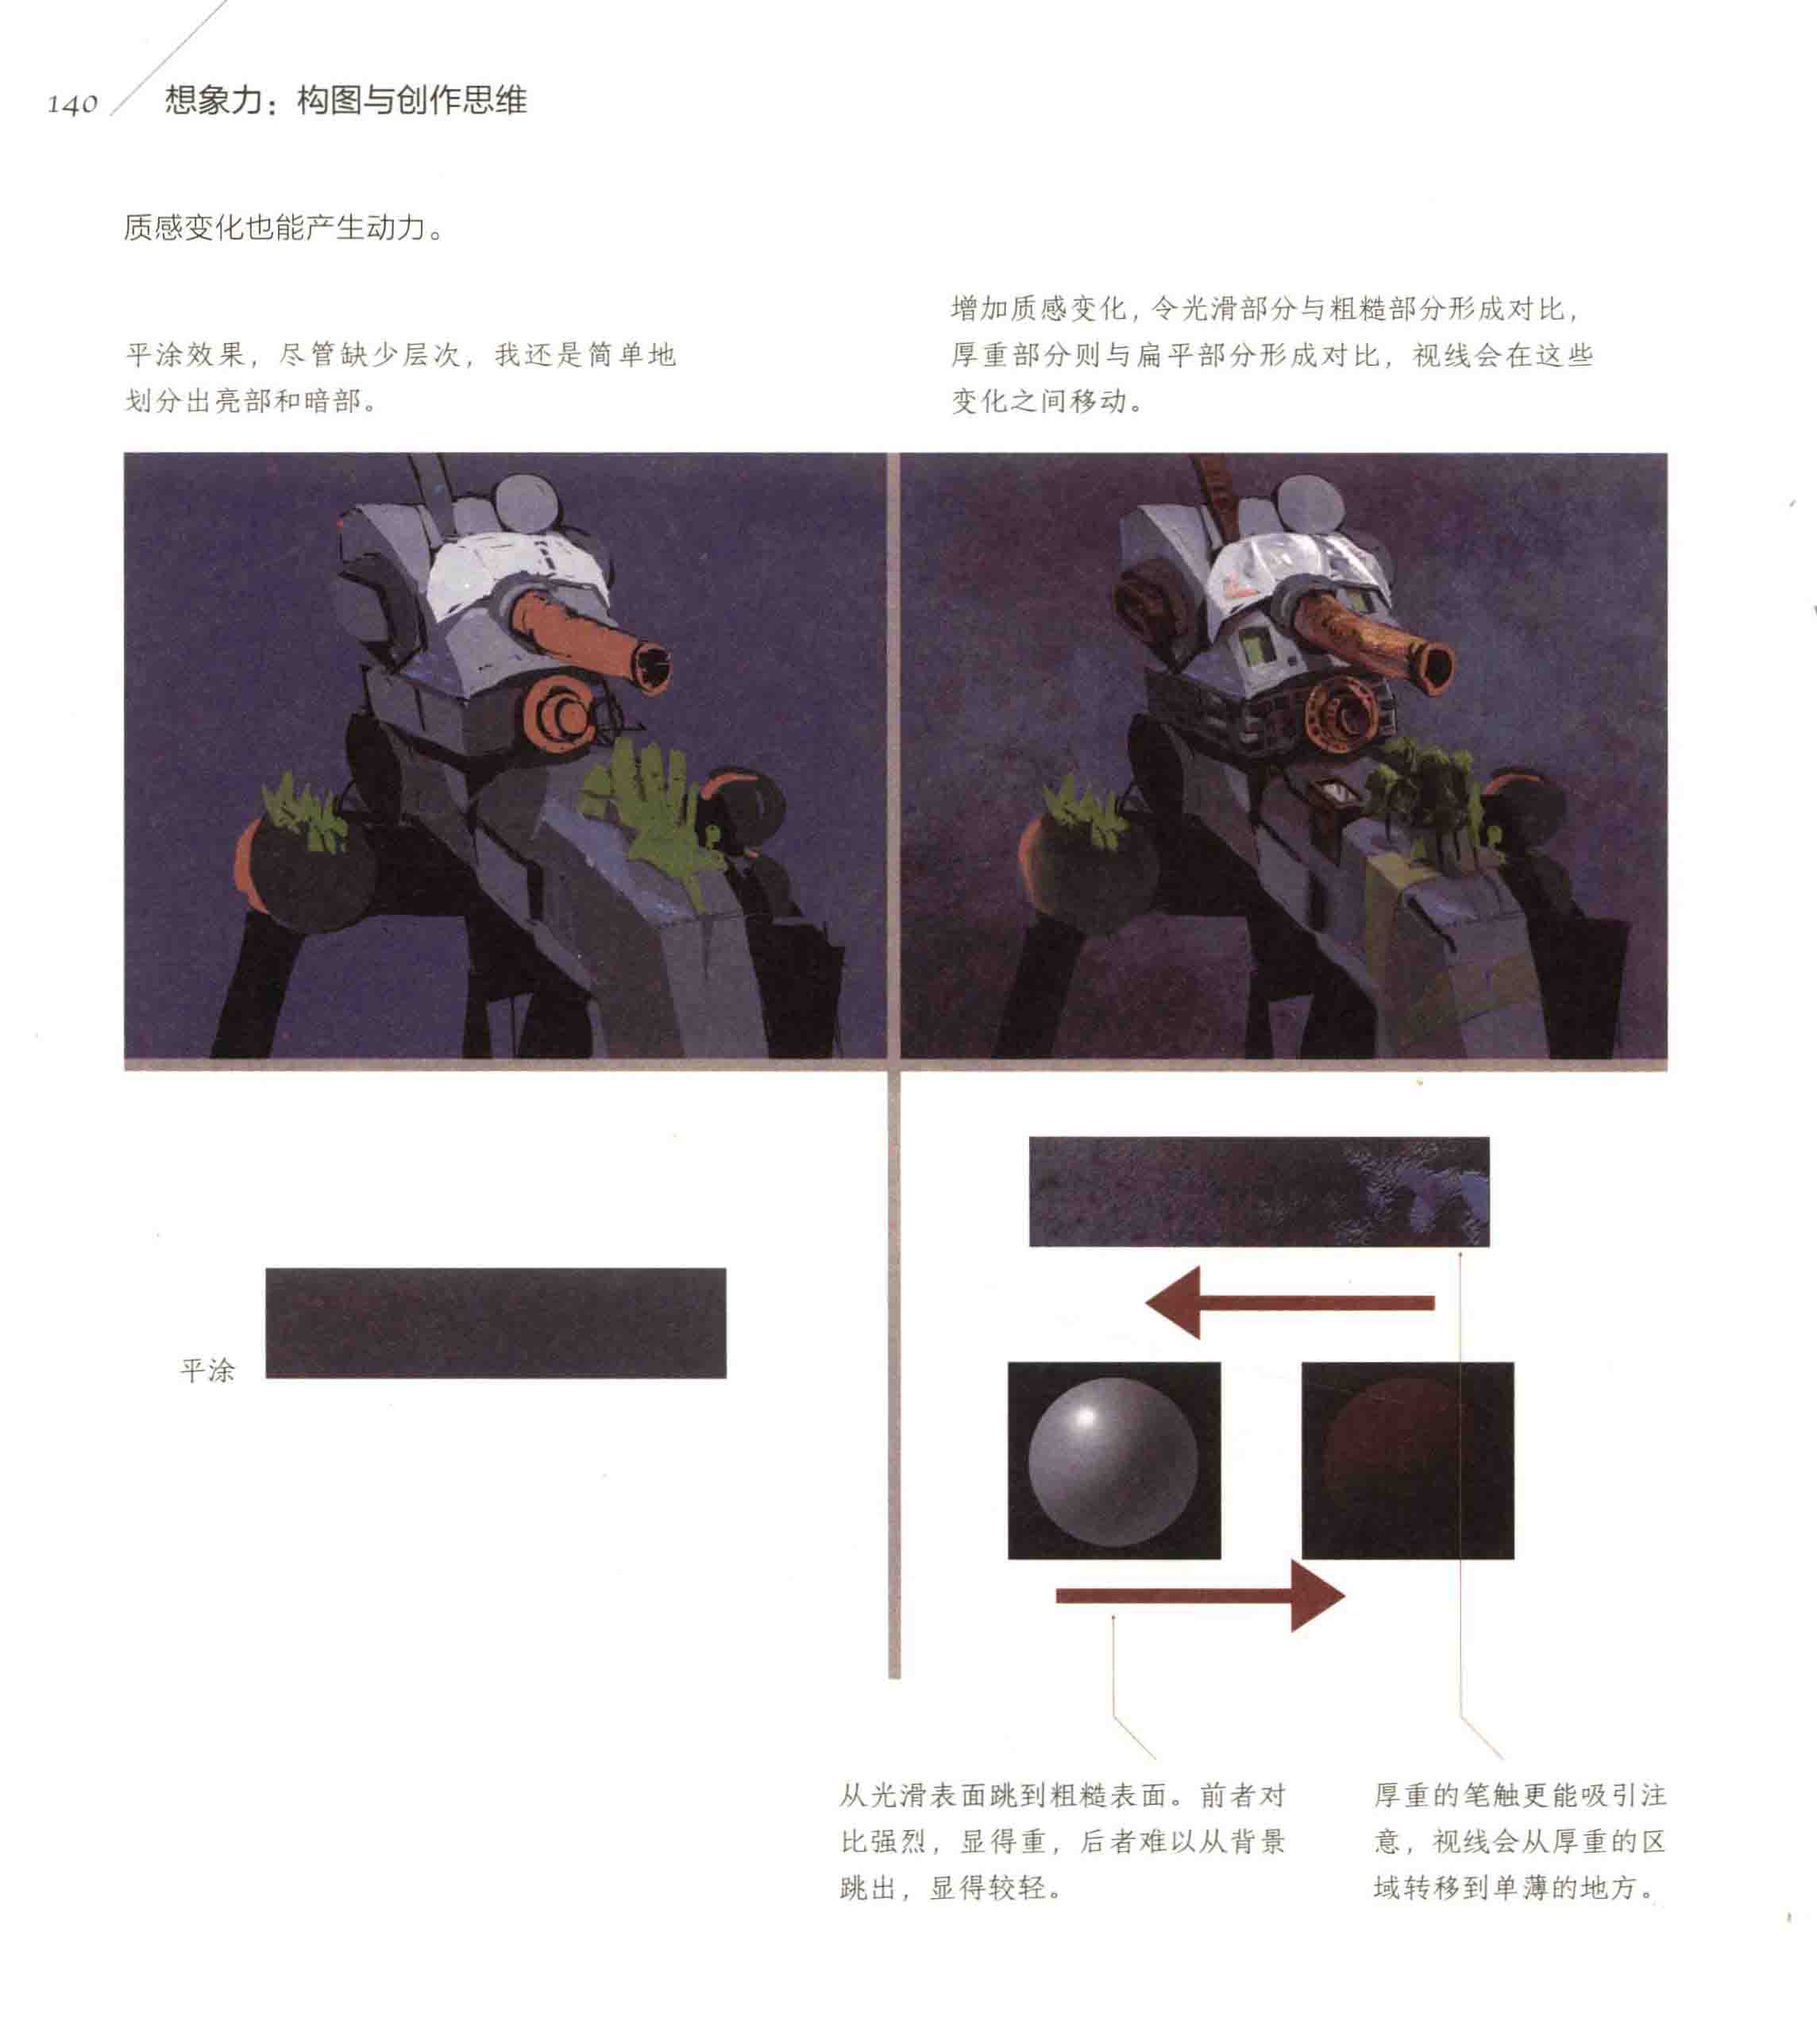 140
想象力：构图与创作思维
质感变化也能产生动力。
平涂效果，尽管缺少层次，我还是简单地
划分出亮部和暗部。
增加质感变化，令光滑部分与粗糙部分形成对比，
厚重部分则与扁平部分形成对比，视线会在这些
变化之间移动。
平涂
从光滑表面跳到粗糙表面。前者对
比强烈，显得重，后者难以从背景
跳出，显得较轻。
厚重的笔触更能吸引注
意，视线会从厚重的区
域转移到单薄的地方。